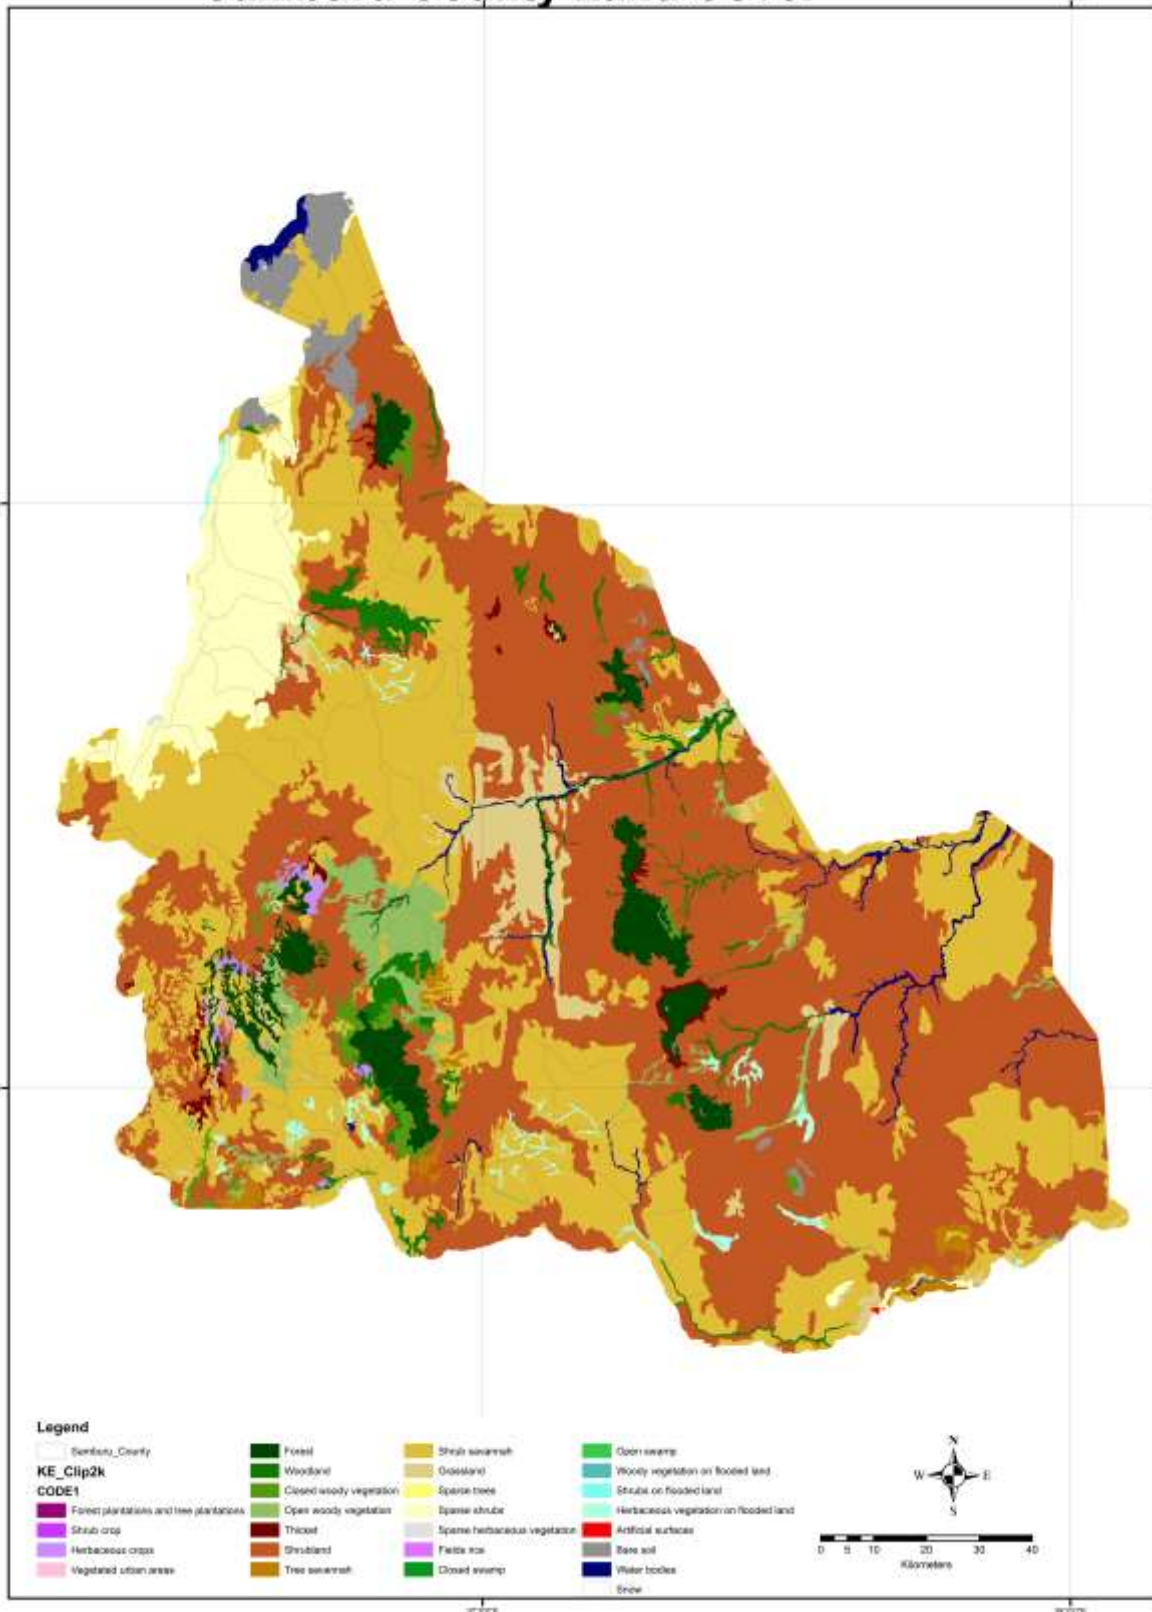 Legend
Samburu_County
KE_Clip2k
CODE1
Forest plantations and tree plantations
Shrub crop
Herbaceous crops
Vegetated urban areas
Forest
Woodland
Closed woody vegetation
Open woody vegetation
Thicket
Shrubland
Tree savannah
Shrub savannah
Grassland
Sparse trees
Sparse shrubs
Sparse herbaceous vegetation
Fields rice
Closed swamp
Open swamp
Woody vegetation on flooded land
Shrubs on flooded land
Herbaceous vegetation on flooded land
Artificial surfaces
Bare soil
Water bodies
Snow
N
W E
S
0 5 10 20 30 40
Kilometers